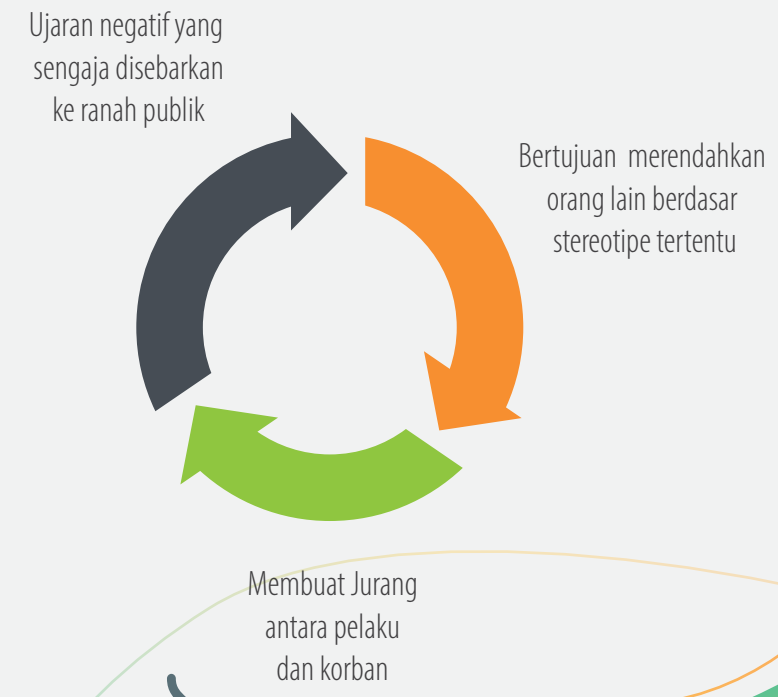 Ujaran negatif yang
sengaja disebarkan
ke ranah publik
Bertujuan merendahkan
orang lain berdasar
stereotipe tertentu
Membuat Jurang
antara pelaku
dan korban